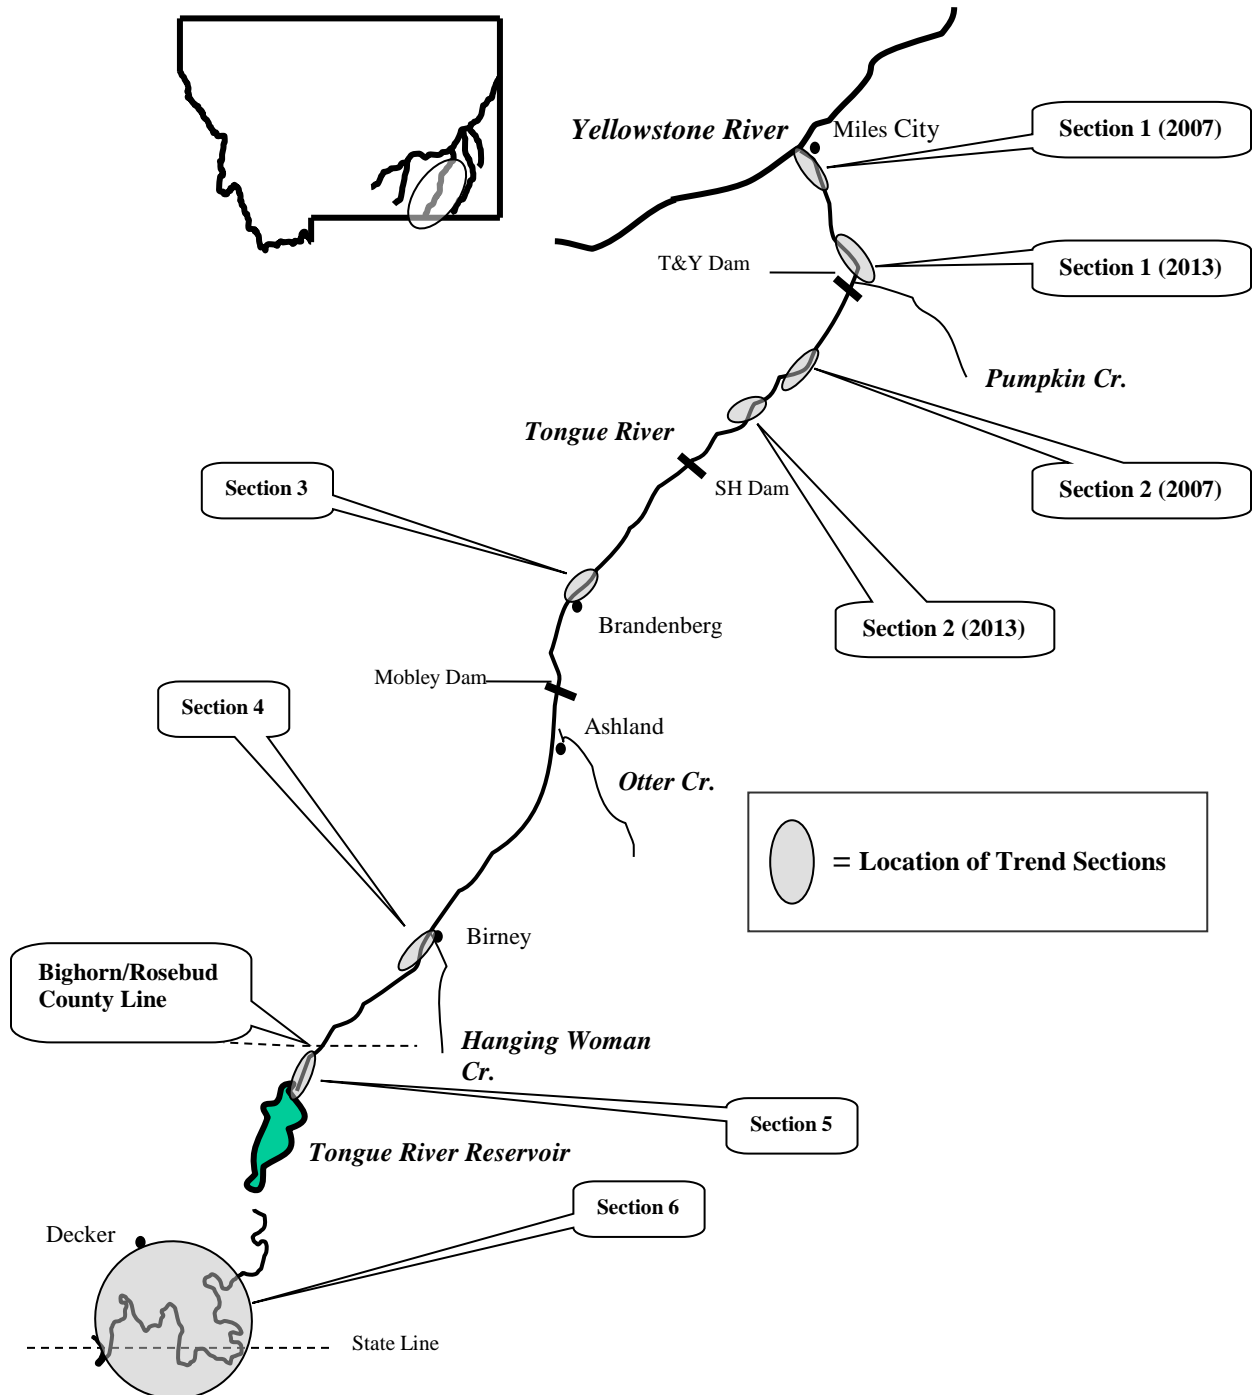 Yellowstone River
Miles City
Section 1 (2007)
T&Y Dam
Section 1 (2013)
Pumpkin Cr.
Tongue River
Section 3
SH Dam
Section 2 (2007)
Brandenberg
Section 2 (2013)
Mobley Dam
Section 4
Ashland
Otter Cr.
= Location of Trend Sections
Birney
Bighorn/Rosebud
County Line
Hanging Woman
Cr.
Section 5
Tongue River Reservoir
Section 6
Decker
State Line